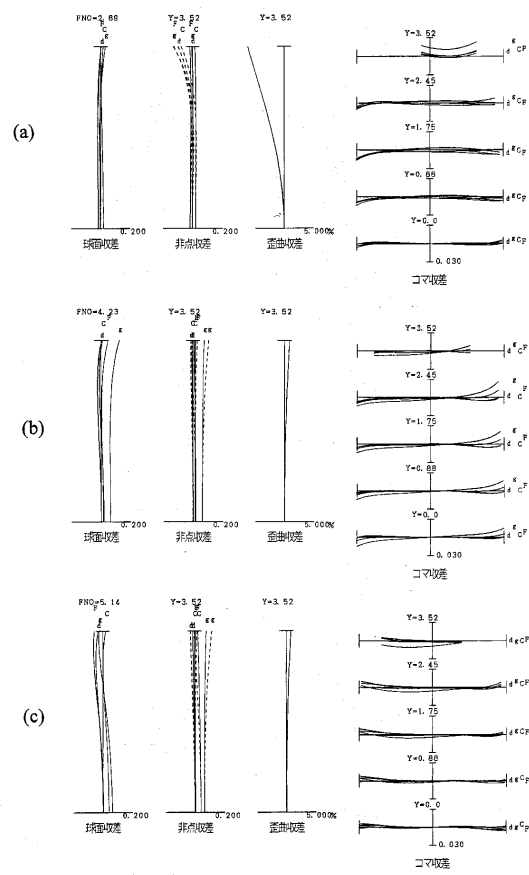 (a)
FNO=2.89
F
C
g
d
0.200
球面収差
Y=3.52
F F
C C
g g
d d
0.200
非点収差
Y=3.52
5.000%
歪曲収差
Y=3.52
g
d C F
Y=2.45
d g C F
Y=1.75
d g C F
Y=0.88
d g C F
Y=0.0
d g C F
0.030
コマ収差
(b)
FNO=4.23
F
C
d g
0.200
球面収差
Y=3.52
F
C
d gg
0.200
非点収差
Y=3.52
5.000%
歪曲収差
Y=3.52
d g C F
Y=2.45
g
d C F
Y=1.75
g
d C F
Y=0.88
g
d C F
Y=0.0
g
d C F
0.030
コマ収差
(c)
FNO=5.14
F
C
g
d
0.200
球面収差
Y=3.52
F
CC
dd gg
0.200
非点収差
Y=3.52
5.000%
歪曲収差
Y=3.52
d g C F
Y=2.45
d g C F
Y=1.75
d g C F
Y=0.88
d g C F
Y=0.0
d g C F
0.030
コマ収差